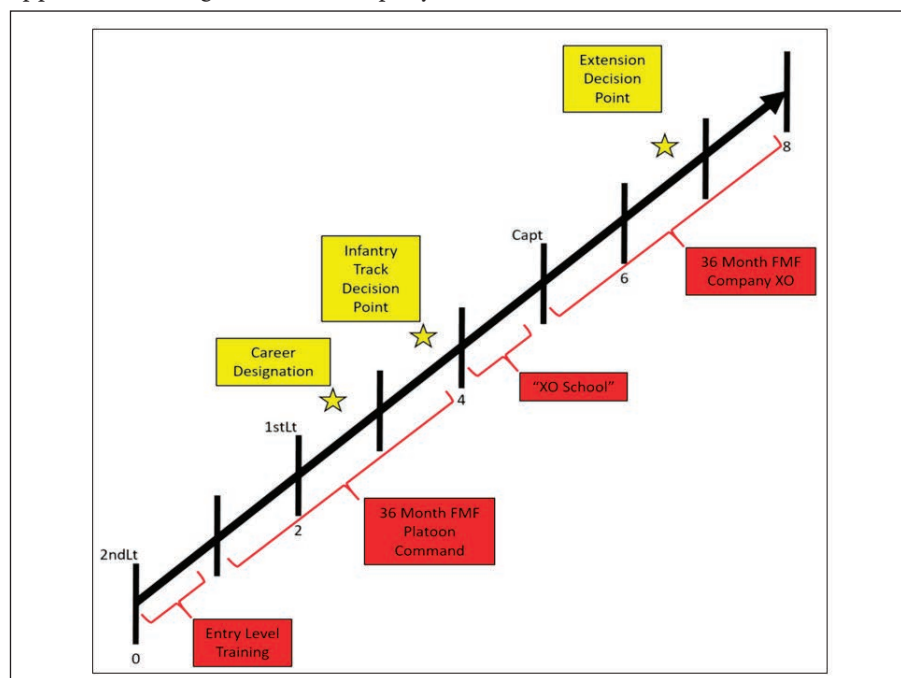 Extension
Decision
Point
8
Capt
6
36 Month FMF
Company XO
Infantry
Track
Decision
Point
Career
Designation
4
"XO School"
1stLt
2
36 Month FMF
Platoon
Command
2ndLt
0
Entry Level
Training